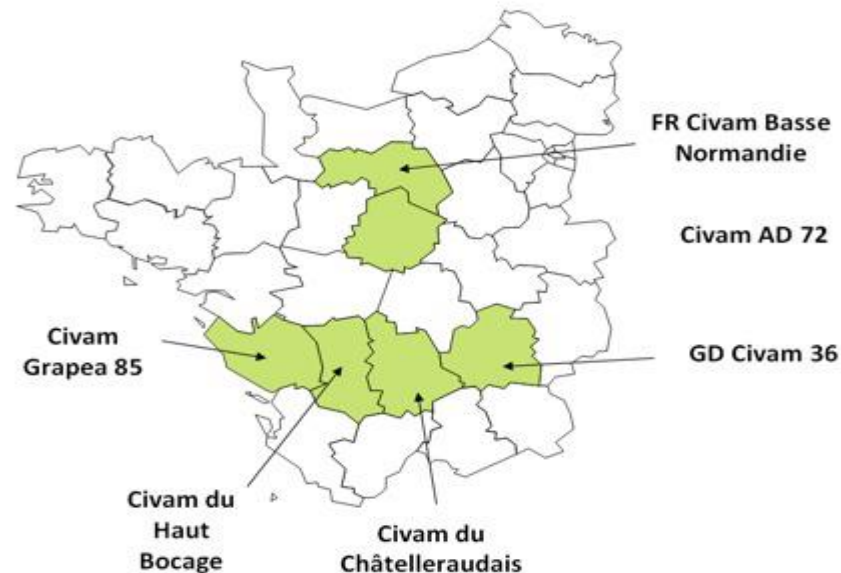 FR Civam Basse
Normandie
Civam AD 72
Civam
Grapea 85
GD Civam 36
Civam du
Haut
Bocage
Civam du
Châtelleraudais